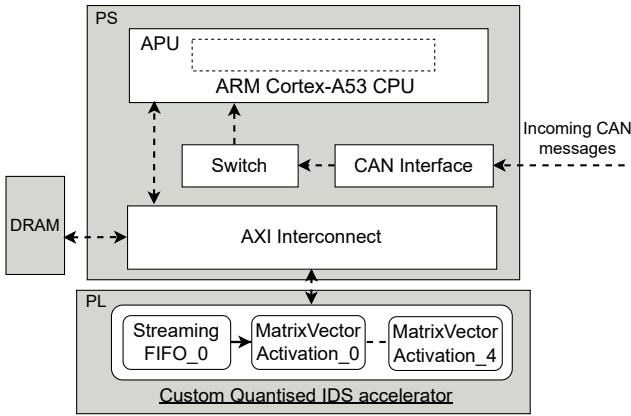 PS
APU
ARM Cortex-A53 CPU
Incoming CAN
messages
Switch
CAN Interface
DRAM
AXI Interconnect
PL
Streaming
FIFO_0
MatrixVector
Activation_0
MatrixVector
Activation_4
Custom Quantised IDS accelerator